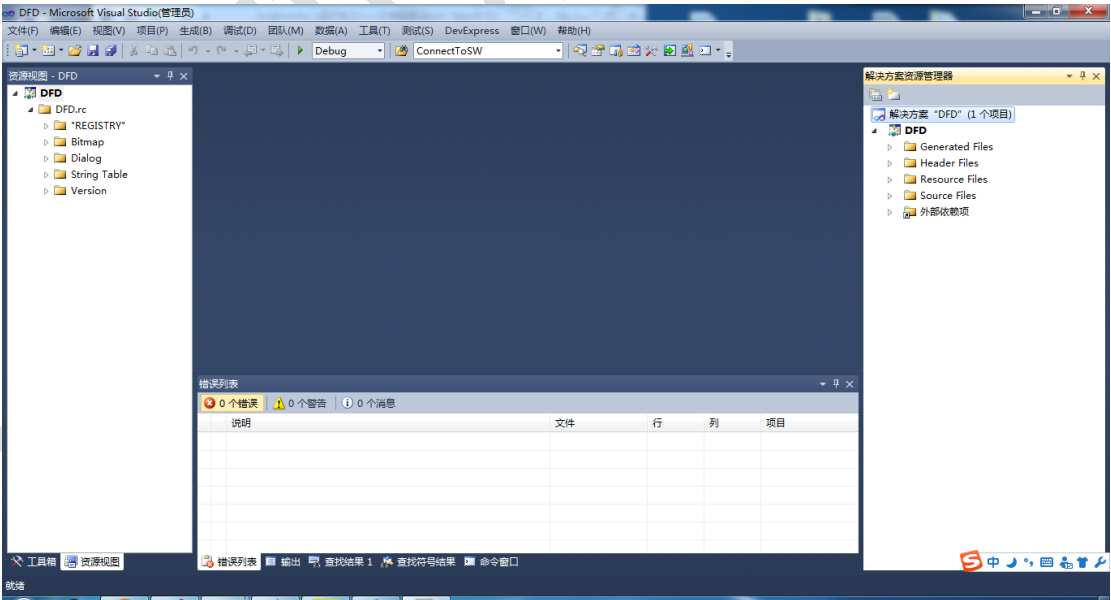 DFD - Microsoft Visual Studio(管理员)
文件(F) 编辑(E) 视图(V) 项目(P) 生成(B) 调试(D) 团队(M) 数据(A) 工具(T) 测试(S) DevExpress 窗口(W) 帮助(H)
Debug ConnectToSW
资源视图 - DFD
DFD
DFD.rc
"REGISTRY"
Bitmap
Dialog
String Table
Version
工具箱 资源视图
错误列表
0 个错误 0 个警告 0 个消息
说明 文件 行 列 项目
错误列表 输出 查找结果 1 查找符号结果 命令窗口
解决方案资源管理器
解决方案 "DFD" (1 个项目)
DFD
Generated Files
Header Files
Resource Files
Source Files
外部依赖项
中
就绪